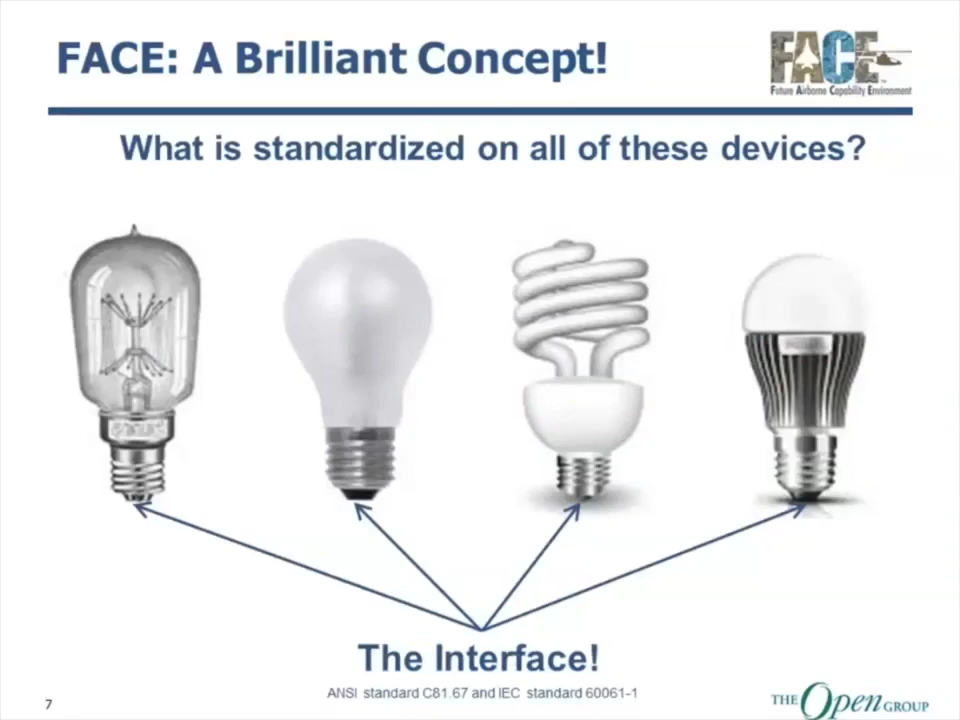 FACE: A Brilliant Concept!
FACE
Future Airborne Capability Environment
What is standardized on all of these devices?
The Interface!
ANSI standard C81.67 and IEC standard 60061-1
7
THE Open GROUP